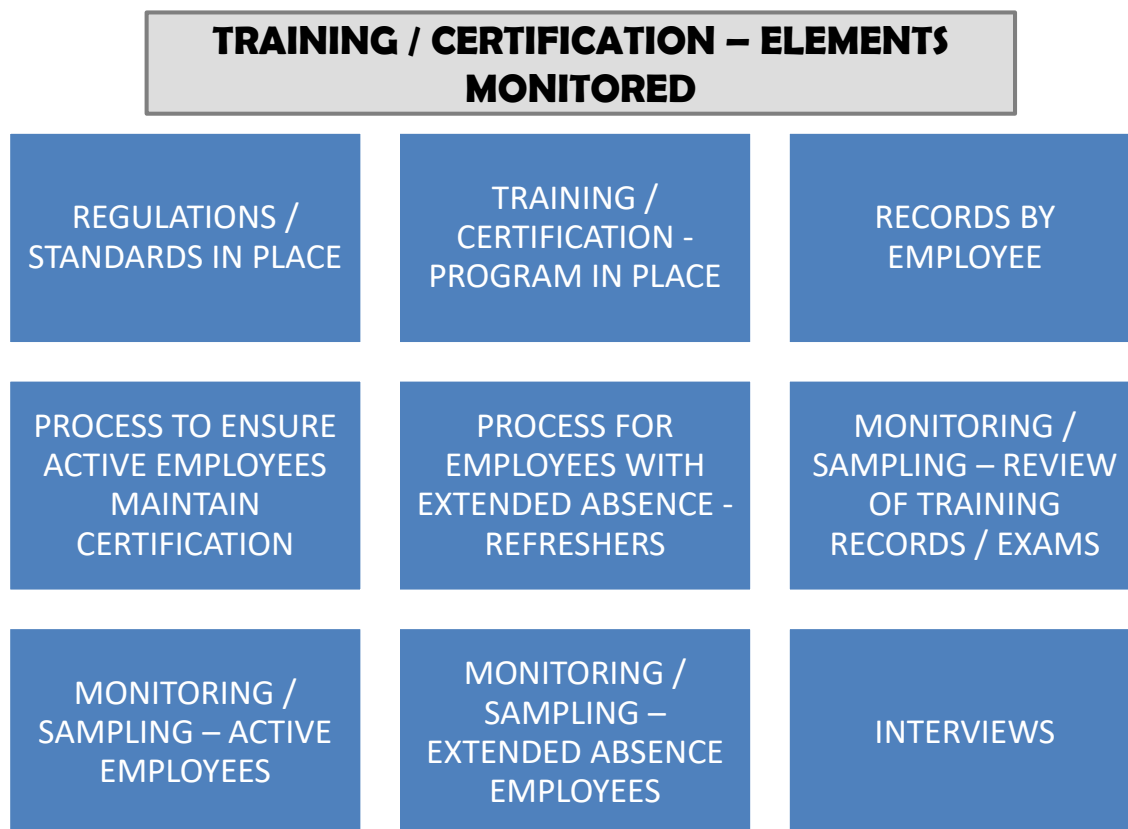 TRAINING / CERTIFICATION – ELEMENTS
MONITORED
REGULATIONS /
STANDARDS IN PLACE
TRAINING /
CERTIFICATION -
PROGRAM IN PLACE
RECORDS BY
EMPLOYEE
PROCESS TO ENSURE
ACTIVE EMPLOYEES
MAINTAIN
CERTIFICATION
PROCESS FOR
EMPLOYEES WITH
EXTENDED ABSENCE -
REFRESHERS
MONITORING /
SAMPLING – REVIEW
OF TRAINING
RECORDS / EXAMS
MONITORING /
SAMPLING – ACTIVE
EMPLOYEES
MONITORING /
SAMPLING –
EXTENDED ABSENCE
EMPLOYEES
INTERVIEWS